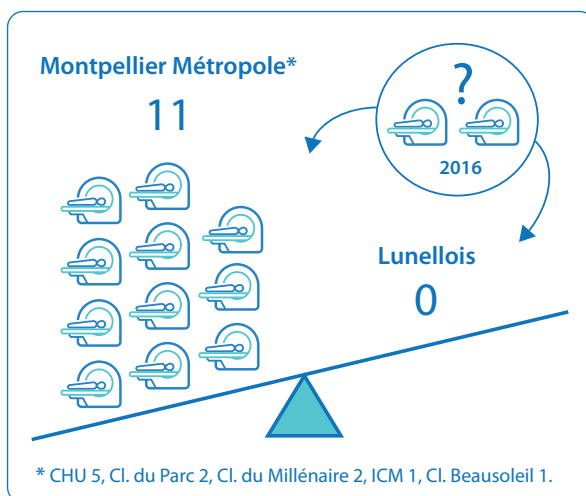 Montpellier Métropole*
11
?
2016
Lunellois
0
* CHU 5, Cl. du Parc 2, Cl. du Millénaire 2, ICM 1, Cl. Beausoleil 1.